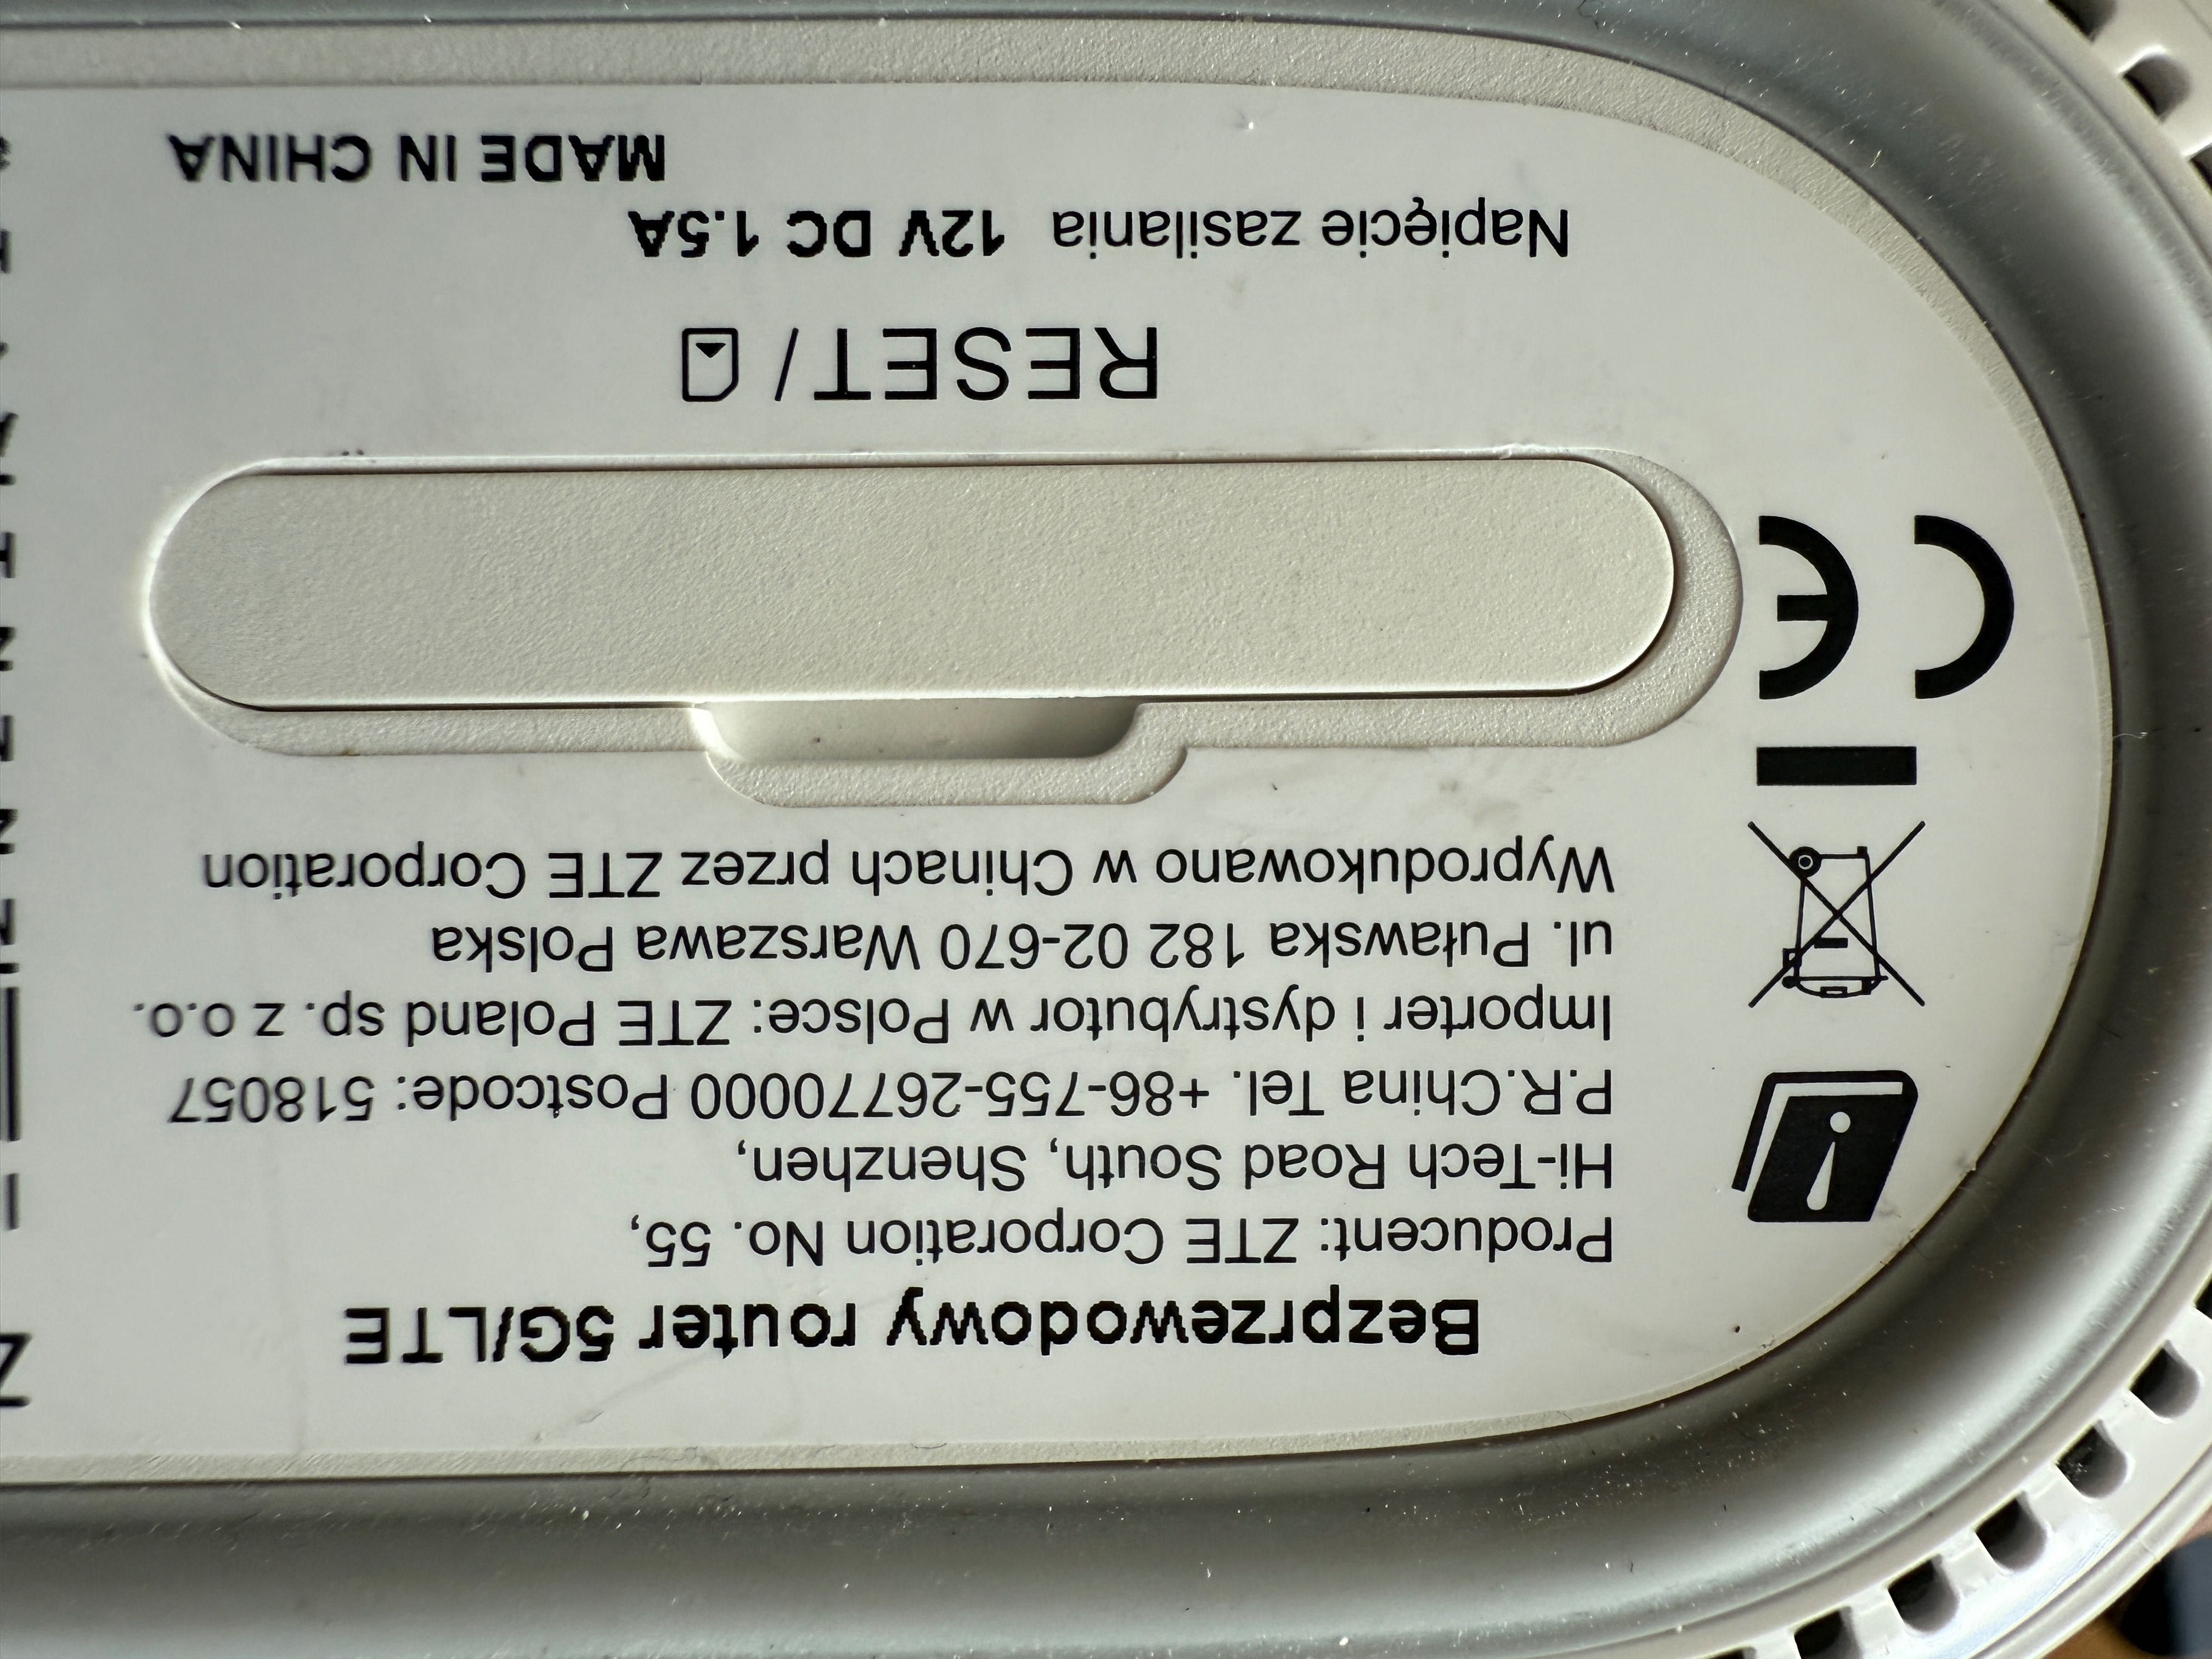 Bezprzewodowy router 5G/LTE
Producent: ZTE Corporation No. 55,
Hi-Tech Road South, Shenzhen,
P.R.China Tel. +86-755-26770000 Postcode: 518057
Importer i dystrybutor w Polsce: ZTE Poland sp. z o.o.
ul. Puławska 182 02-670 Warszawa Polska
Wyprodukowano w Chinach przez ZTE Corporation
CE
RESET/
Napięcie zasilania 12V DC 1.5A
MADE IN CHINA